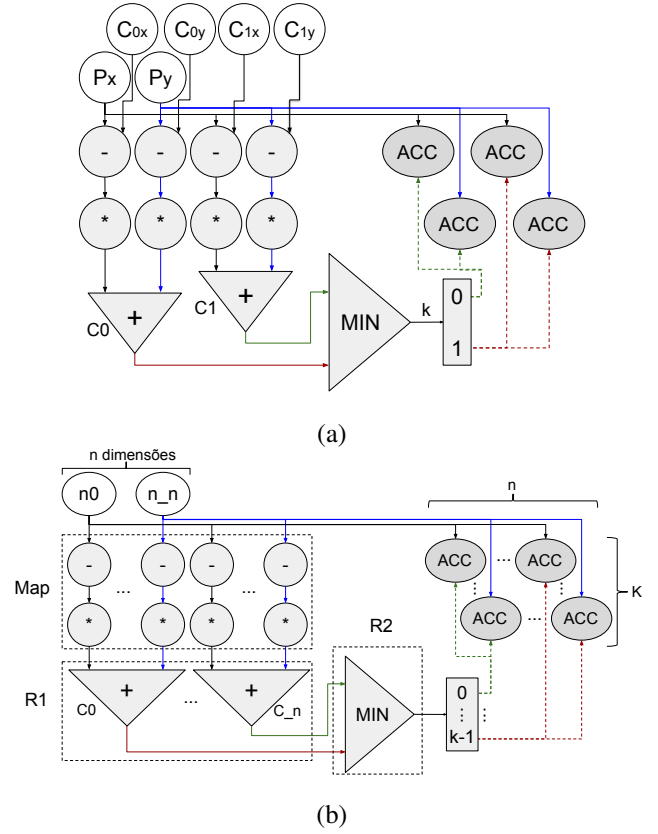 C0x C0y C1x C1y
Px Py
- - - - ACC ACC
* * * * ACC ACC
+ +
C0 C1
MIN k 0
1
(a)
n dimensões
n
n0 n_n
Map - ... - - ... - ACC ... ACC K
* * * * ACC ... ACC
R2
R1 + ... +
C0 C_n
MIN 0
⋮ ⋮
k-1
(b)